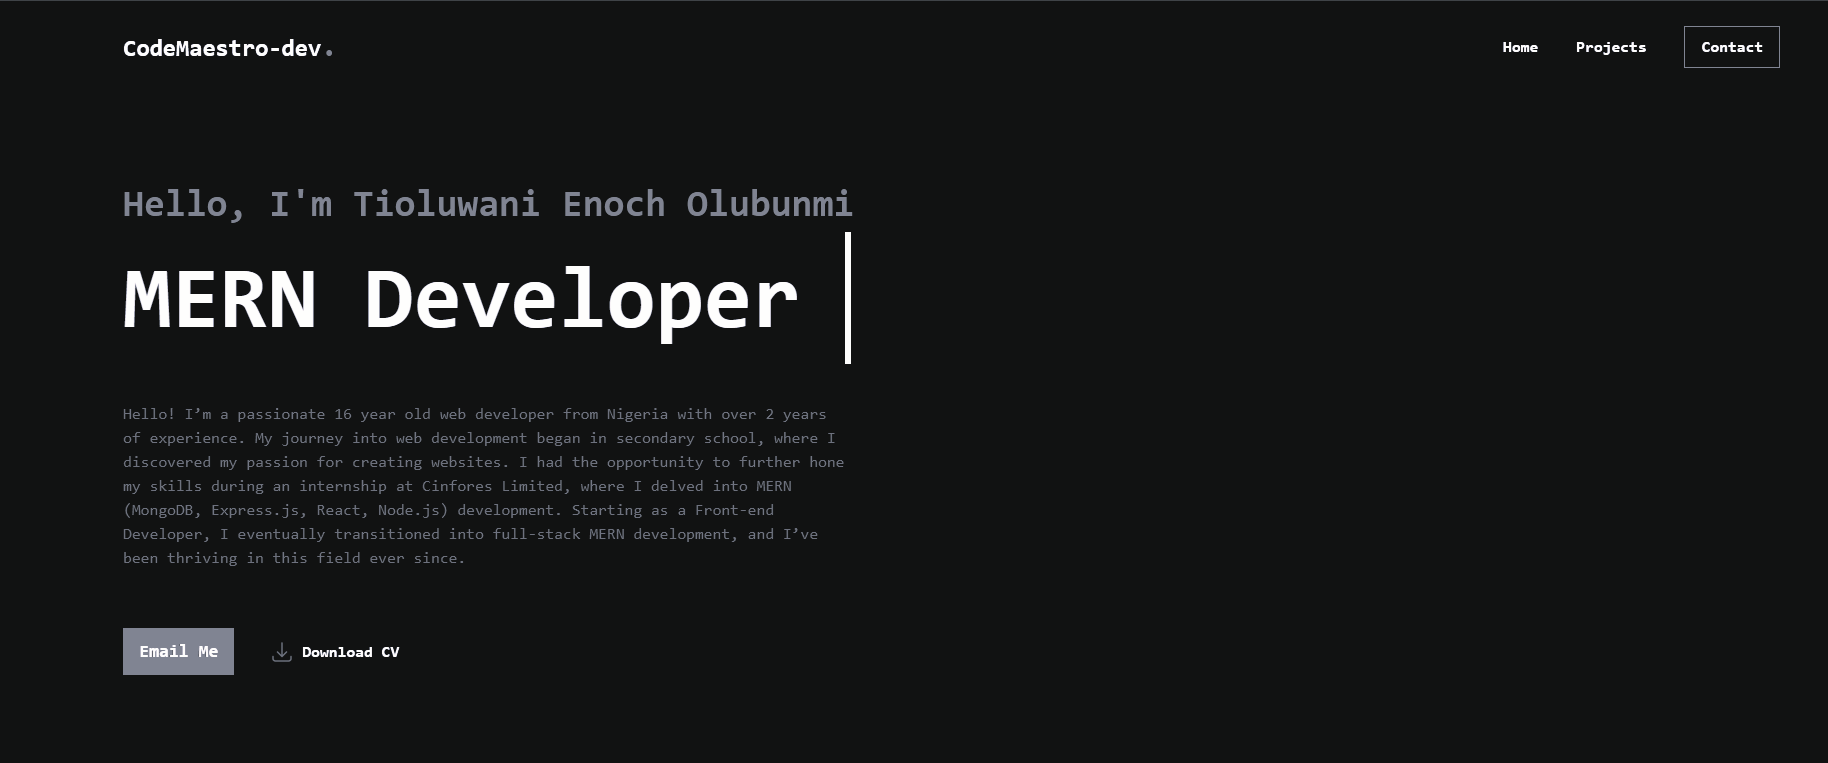 CodeMaestro-dev.
Home Projects Contact
Hello, I'm Tioluwani Enoch Olubunmi
MERN Developer
Hello! I’m a passionate 16 year old web developer from Nigeria with over 2 years
of experience. My journey into web development began in secondary school, where I
discovered my passion for creating websites. I had the opportunity to further hone
my skills during an internship at Cinfores Limited, where I delved into MERN
(MongoDB, Express.js, React, Node.js) development. Starting as a Front-end
Developer, I eventually transitioned into full-stack MERN development, and I’ve
been thriving in this field ever since.
Email Me Download CV